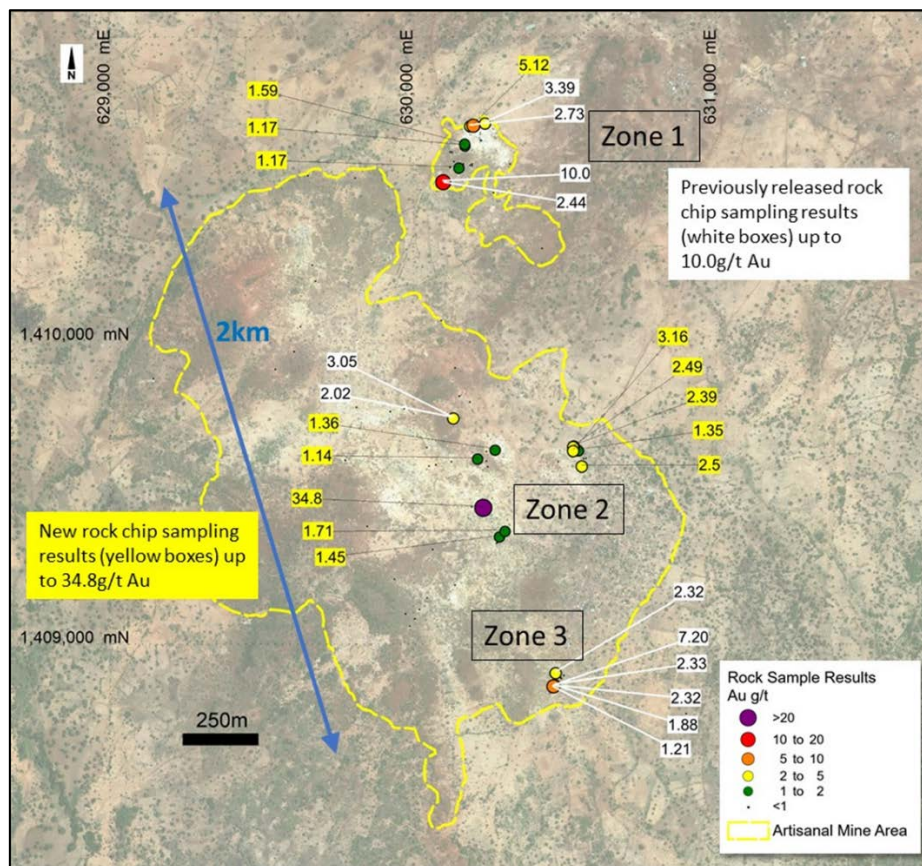 629,000 mE
630,000 mE
631,000 mE
N
5.12
3.39
2.73
1.59
1.17
1.17
Zone 1
10.0
2.44
Previously released rock
chip sampling results
(white boxes) up to
10.0g/t Au
1,410,000 mN
2km
3.05
2.02
1.36
1.14
34.8
1.71
1.45
3.16
2.49
2.39
1.35
2.5
Zone 2
New rock chip sampling
results (yellow boxes) up
to 34.8g/t Au
1,409,000 mN
Zone 3
2.32
7.20
2.33
2.32
1.88
1.21
250m
Rock Sample Results
Au g/t
>20
10 to 20
5 to 10
2 to 5
1 to 2
<1
Artisanal Mine Area